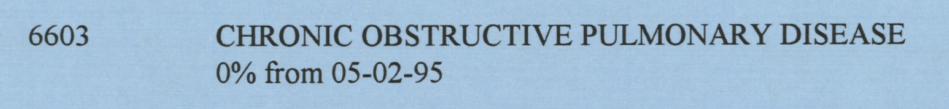 6603 CHRONIC OBSTRUCTIVE PULMONARY DISEASE
0% from 05-02-95